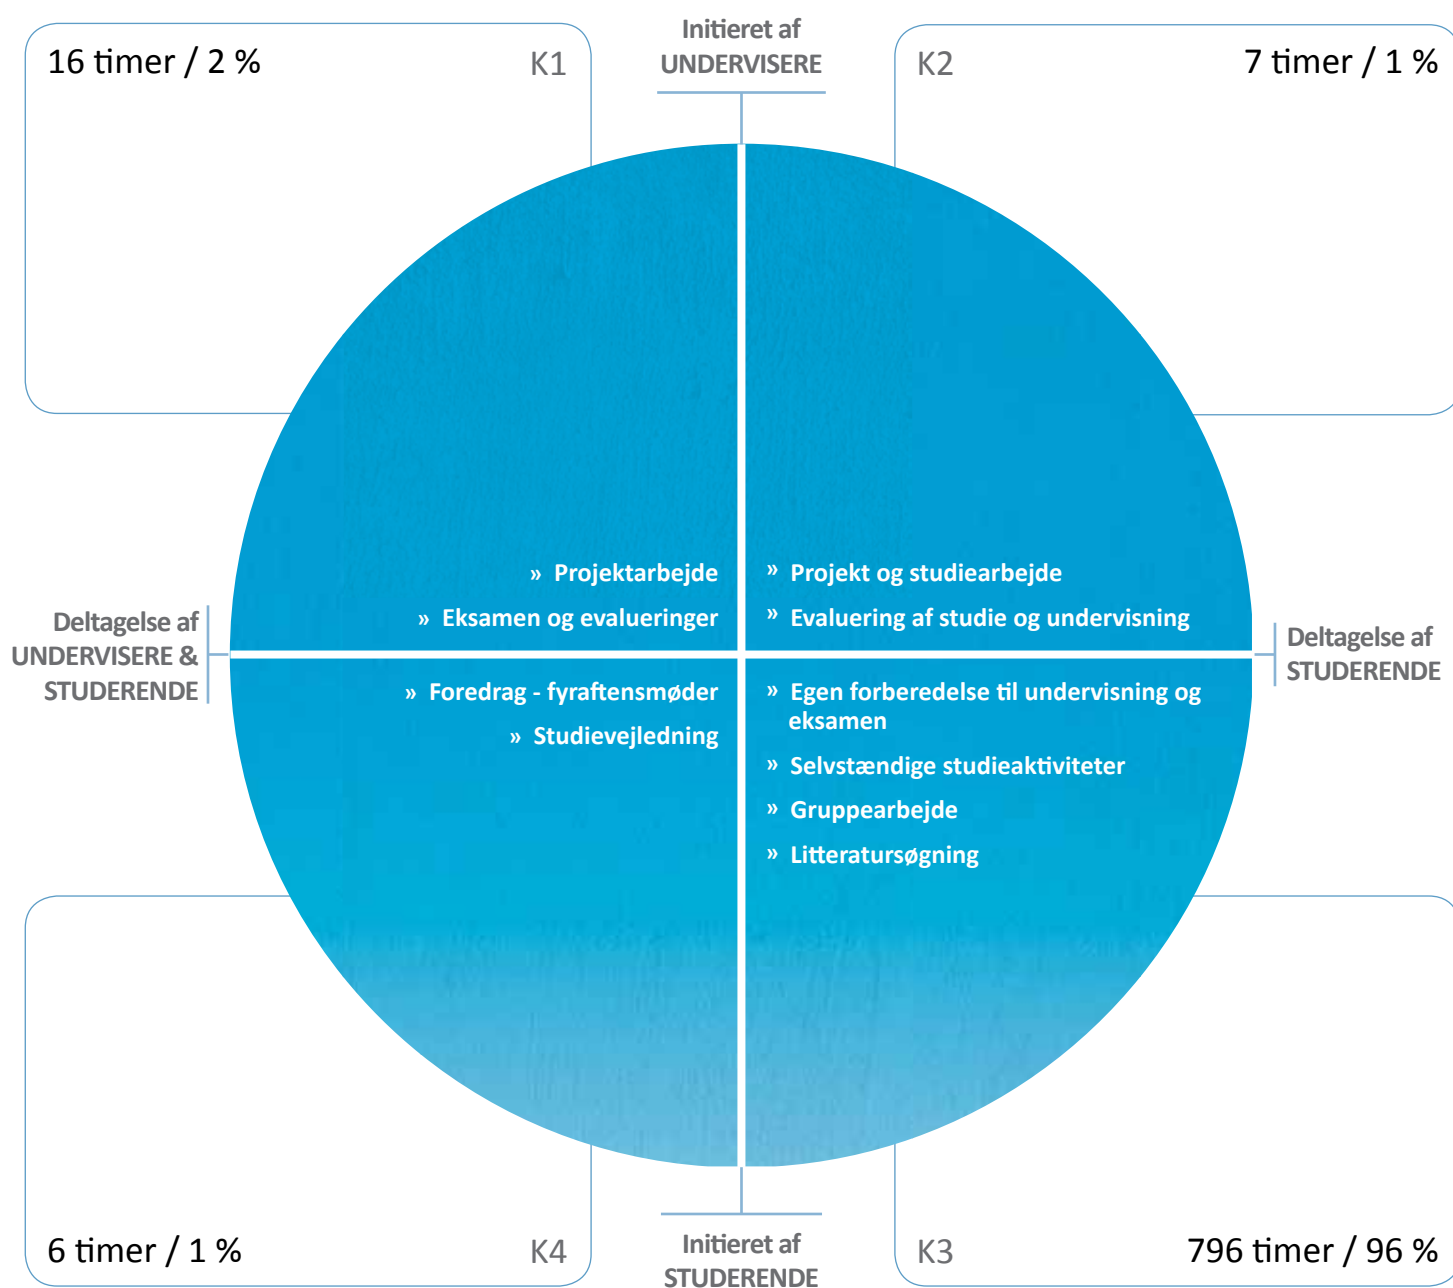 Initieret af
UNDERVISERE
16 timer / 2 %
K1
K2
7 timer / 1 %
» Projektarbejde
» Eksamen og evalueringer
» Projekt og studiearbejde
» Evaluering af studie og undervisning
Deltagelse af
UNDERVISERE &
STUDERENDE
Deltagelse af
STUDERENDE
» Foredrag - fyraftensmøder
» Studievejledning
» Egen forberedelse til undervisning og
eksamen
» Selvstændige studieaktiviteter
» Gruppearbejde
» Litteratursøgning
6 timer / 1 %
K4
K3
796 timer / 96 %
Initieret af
STUDERENDE